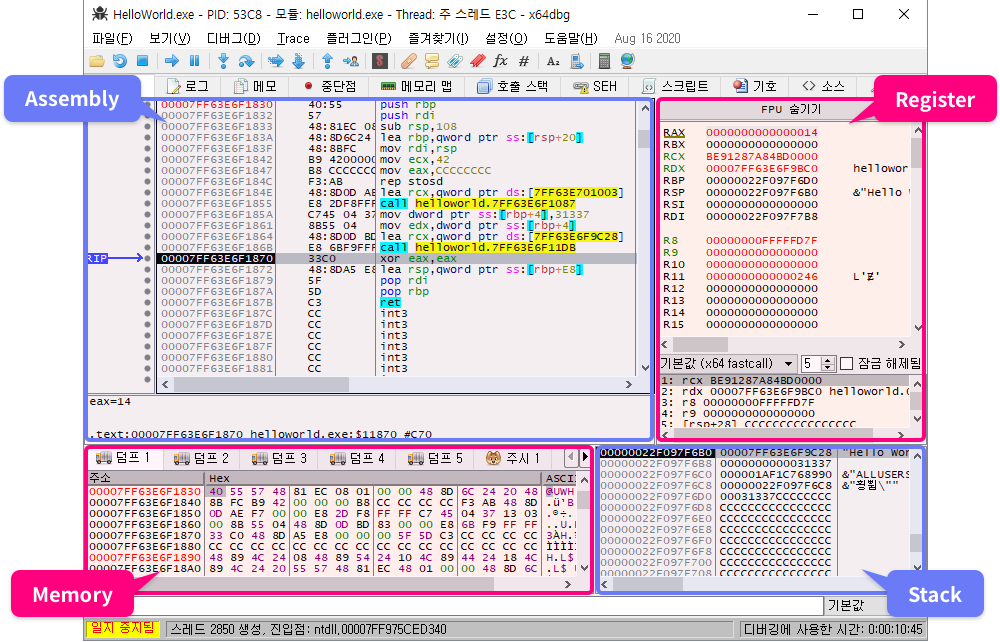 HelloWorld.exe - PID: 53C8 - 모듈: helloworld.exe - Thread: 주 스레드 E3C - x64dbg
파일(F) 보기(V) 디버그(D) Trace 플러그인(P) 즐겨찾기(I) 설정(O) 도움말(H) Aug 16 2020
로그 메모 중단점 메모리 맵 호출 스택 SEH 스크립트 기호 소스
Assembly
Register
00007FF63E6F1830 40:55 push rbp
00007FF63E6F1832 57 push rdi
00007FF63E6F1833 48:81EC 08 sub rsp,108
00007FF63E6F183A 48:8D6C24 lea rbp,qword ptr ss:[rsp+20]
00007FF63E6F183F 48:8BFC mov rdi,rsp
00007FF63E6F1842 B9 42000000 mov ecx,42
00007FF63E6F1847 B8 CCCCCCCC mov eax,CCCCCCCC
00007FF63E6F184C F3:AB rep stosd
00007FF63E6F184E 48:8D0D AE lea rcx,qword ptr ds:[7FF63E701003]
00007FF63E6F1855 E8 2DF8FFFF call helloworld.7FF63E6F1087
00007FF63E6F185A C745 04 37 mov dword ptr ss:[rbp+4],31337
00007FF63E6F1861 8B55 04 mov edx,dword ptr ss:[rbp+4]
00007FF63E6F1864 48:8D0D BD lea rcx,qword ptr ds:[7FF63E6F9C28]
00007FF63E6F186B E8 6BF9FFFF call helloworld.7FF63E6F11DB
RIP 00007FF63E6F1870 33C0 xor eax,eax
00007FF63E6F1872 48:8DA5 E8 lea rsp,qword ptr ss:[rbp+E8]
00007FF63E6F1879 5F pop rdi
00007FF63E6F187A 5D pop rbp
00007FF63E6F187B C3 ret
00007FF63E6F187C CC int3
00007FF63E6F187D CC int3
00007FF63E6F187E CC int3
00007FF63E6F187F CC int3
00007FF63E6F1880 CC int3
00007FF63E6F1881 CC int3
eax=14
.text:00007FF63E6F1870 helloworld.exe:$11870 #C70
FPU 숨기기
RAX 0000000000000014
RBX 0000000000000000
RCX BE91287A84BD0000
RDX 00007FF63E6F9BC0 hellowor
RBP 00000022F097F6D0
RSP 00000022F097F6B0 &"Hello
RSI 0000000000000000
RDI 00000022F097F7B8
R8 00000000FFFFFD7F
R9 0000000000000000
R10 0000000000000000
R11 0000000000000246 L'Ɇ'
R12 0000000000000000
R13 0000000000000000
R14 0000000000000000
R15 0000000000000000
기본값 (x64 fastcall) 5 잠금 해제됨
1: rcx BE91287A84BD0000
2: rdx 00007FF63E6F9BC0 helloworld.
3: r8 00000000FFFFFD7F
4: r9 0000000000000000
5: [rsp+28] CCCCCCCCCCCCCCCC
덤프 1 덤프 2 덤프 3 덤프 4 덤프 5 주시 1
주소 Hex ASCI
00007FF63E6F1830 40 55 57 48 81 EC 08 01 00 00 48 8D 6C 24 20 48 @UWH
00007FF63E6F1840 8B FC B9 42 00 00 00 B8 CC CC CC CC F3 AB 48 8D .ü¹B
00007FF63E6F1850 0D AE F7 00 00 E8 2D F8 FF FF C7 45 04 37 13 03 .®÷.
00007FF63E6F1860 00 8B 55 04 48 8D 0D BD 83 00 00 E8 6B F9 FF FF ..U.
00007FF63E6F1870 33 C0 48 8D A5 E8 00 00 00 5F 5D C3 CC CC CC CC 3ÀH.
00007FF63E6F1880 CC CC CC CC CC CC CC CC CC CC CC CC CC CC CC CC ÌÌÌÌ
00007FF63E6F1890 48 89 4C 24 08 48 89 54 24 10 4C 89 44 24 18 4C H.L$
00007FF63E6F18A0 89 4C 24 20 55 57 48 81 EC 48 01 00 00 48 8D 6C .L$
00000022F097F6B0 00007FF63E6F9C28 "Hello Wor
00000022F097F6B8 0000000000031337
00000022F097F6C0 000001AF1C768990 &"ALLUSERS
00000022F097F6C8 00000022F097F6C8
00000022F097F6D0 00031337CCCCCCCC
00000022F097F6D8 CCCCCCCCCCCCCCCC
00000022F097F6E0 CCCCCCCCCCCCCCCC
00000022F097F6E8 CCCCCCCCCCCCCCCC
00000022F097F6F0 CCCCCCCCCCCCCCCC
00000022F097F6F8 CCCCCCCCCCCCCCCC
00000022F097F700 CCCCCCCCCCCCCCCC
00000022F097F708 CCCCCCCCCCCCCCCC
Memory
Stack
기본값
일시 중지됨 스레드 2850 생성, 진입점: ntdll,00007FF975CED340 디버깅에 사용한 시간: 0:00:10:45